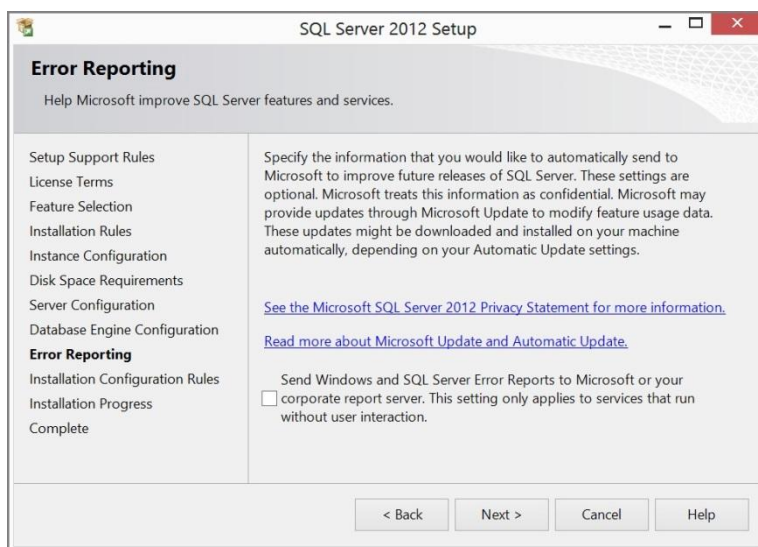 SQL Server 2012 Setup
Error Reporting
Help Microsoft improve SQL Server features and services.
Setup Support Rules
License Terms
Feature Selection
Installation Rules
Instance Configuration
Disk Space Requirements
Server Configuration
Database Engine Configuration
Error Reporting
Installation Configuration Rules
Installation Progress
Complete
Specify the information that you would like to automatically send to
Microsoft to improve future releases of SQL Server. These settings are
optional. Microsoft treats this information as confidential. Microsoft may
provide updates through Microsoft Update to modify feature usage data.
These updates might be downloaded and installed on your machine
automatically, depending on your Automatic Update settings.
See the Microsoft SQL Server 2012 Privacy Statement for more information.
Read more about Microsoft Update and Automatic Update.
Send Windows and SQL Server Error Reports to Microsoft or your
corporate report server. This setting only applies to services that run
without user interaction.
< Back
Next >
Cancel
Help